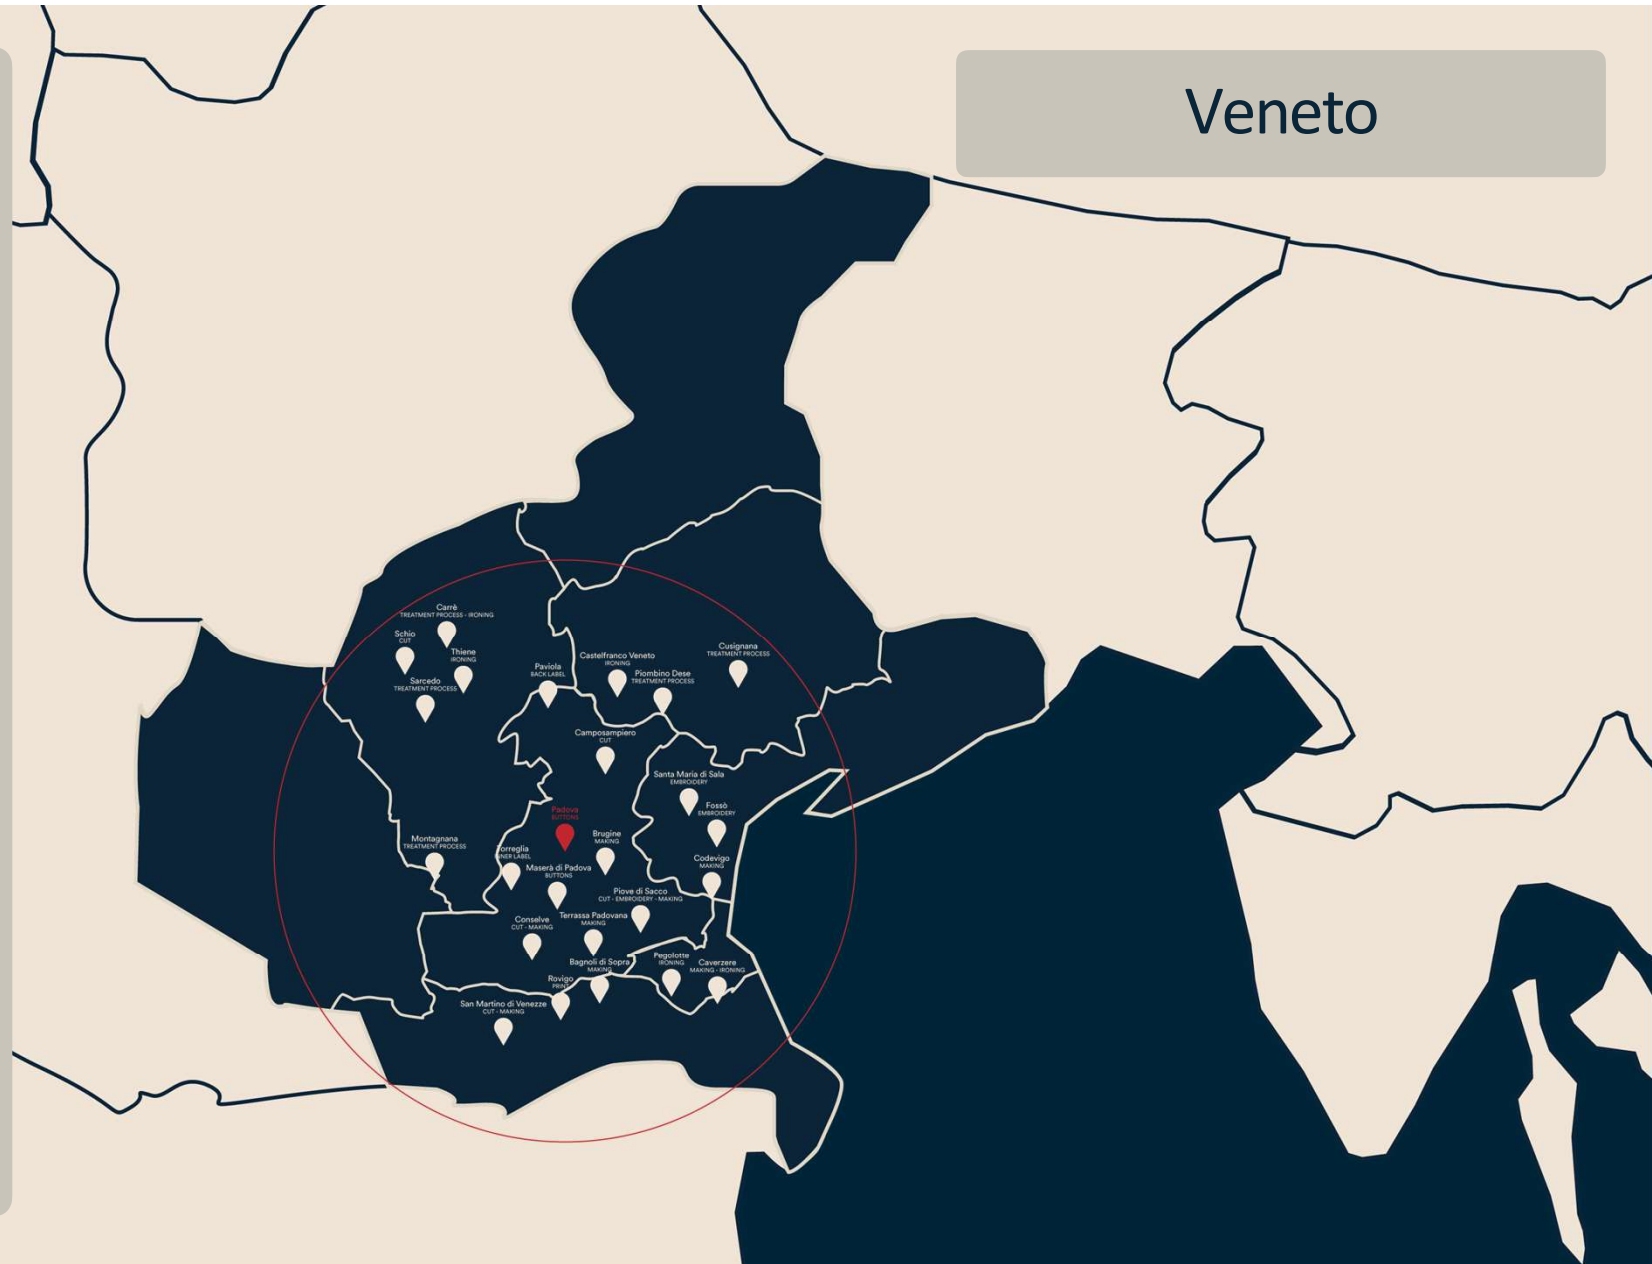 Veneto
Carrè
TREATMENT PROCESS - IRONING
Schio
CUT
Thiene
IRONING
Sarcedo
TREATMENT PROCESS
Paviola
BACK LABEL
Castelfranco Veneto
IRONING
Piombino Dese
TREATMENT PROCESS
Cusignana
TREATMENT PROCESS
Camposampiero
CUT
Santa Maria di Sala
EMBROIDERY
Fossò
EMBROIDERY
Padova
BUTTONS
Brugine
MAKING
Montagnana
TREATMENT PROCESS
Torreglia
INNER LABEL
Maserà di Padova
BUTTONS
Codevigo
MAKING
Piove di Sacco
CUT - EMBROIDERY - MAKING
Conselve
CUT - MAKING
Terrassa Padovana
MAKING
Bagnoli di Sopra
MAKING
Pegolotte
IRONING
Caverzere
MAKING - IRONING
Rovigo
PRINT
San Martino di Venezze
CUT - MAKING